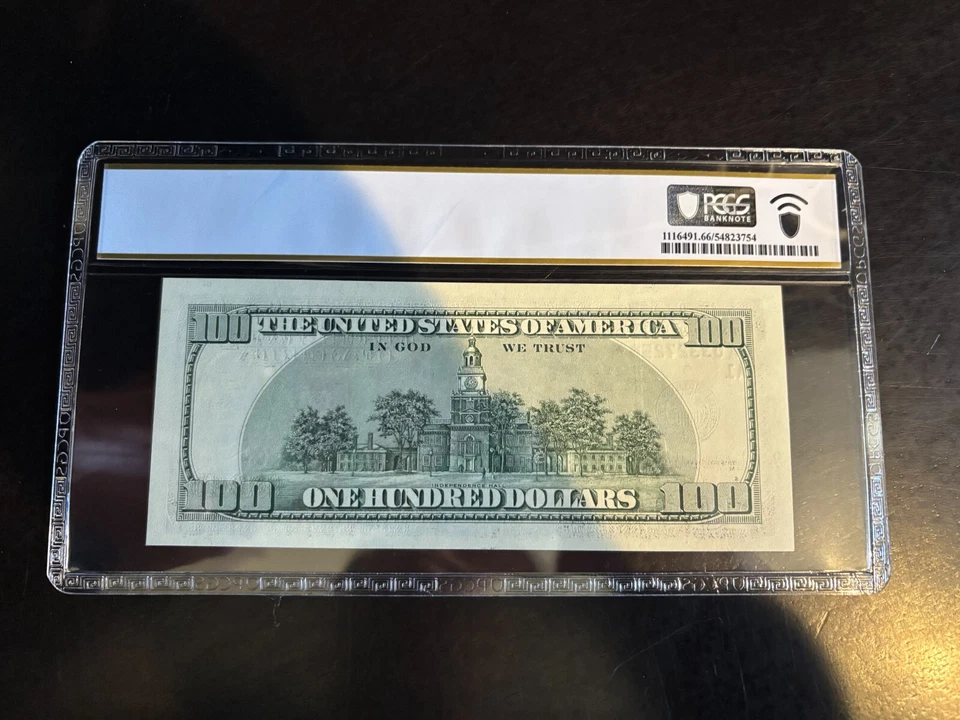 PCGS
BANKNOTE
1116491.66/54823754
100 THE UNITED STATES OF AMERICA 100
IN GOD WE TRUST
INDEPENDENCE HALL
100 ONE HUNDRED DOLLARS 100